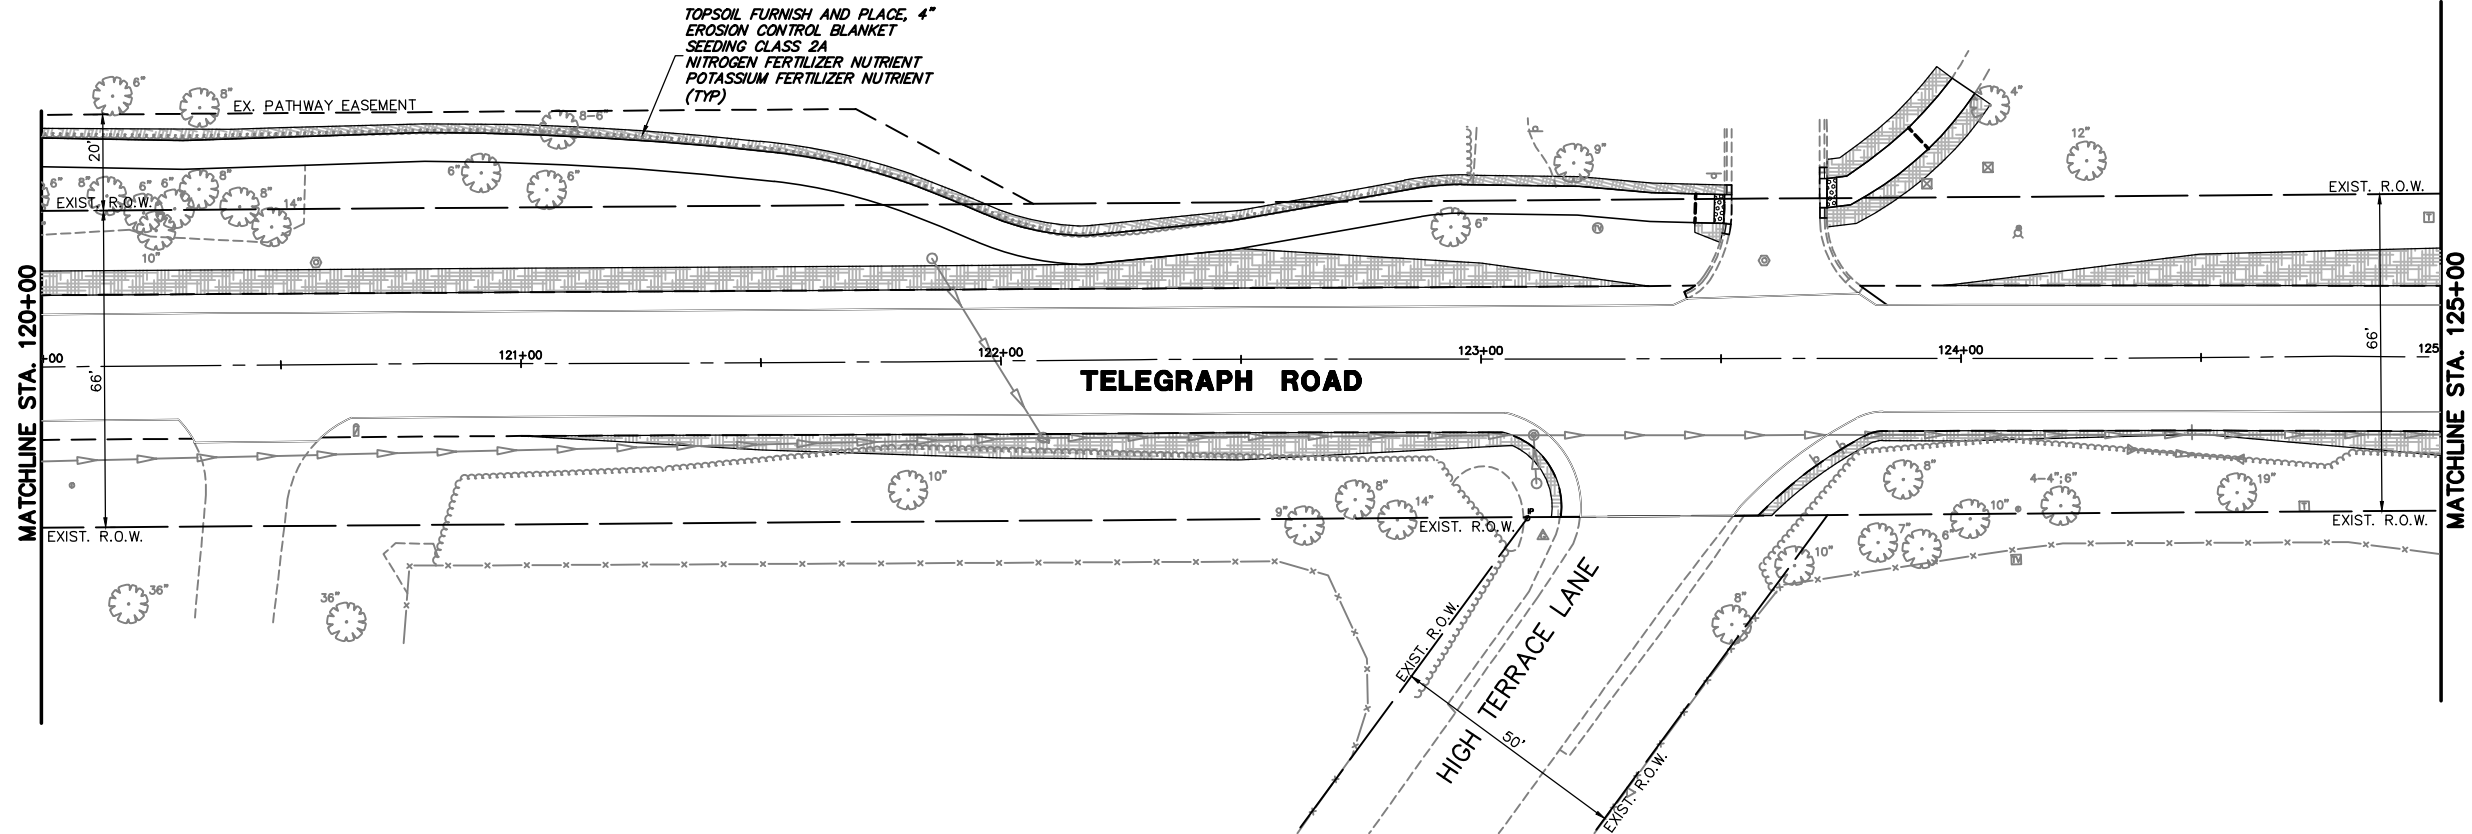 TOPSOIL FURNISH AND PLACE, 4"
EROSION CONTROL BLANKET
SEEDING CLASS 2A
NITROGEN FERTILIZER NUTRIENT
POTASSIUM FERTILIZER NUTRIENT
(TYP)
6"
8"
EX. PATHWAY EASEMENT
8-6"
4"
20'
9"
12"
6"
8"
6"
6"
8"
8"
14"
6"
6"
EXIST. R.O.W.
10"
6"
EXIST. R.O.W.
MATCHLINE STA. 120+00
MATCHLINE STA. 125+00
+00
121+00
122+00
123+00
124+00
125
66'
66'
TELEGRAPH ROAD
10"
8"
14"
9"
EXIST. R.O.W.
IP
8"
4-4";6"
19"
10"
7"
6"
10"
EXIST. R.O.W.
EXIST. R.O.W.
36"
36"
8"
EXIST. R.O.W.
HIGH TERRACE LANE
50'
EXIST. R.O.W.